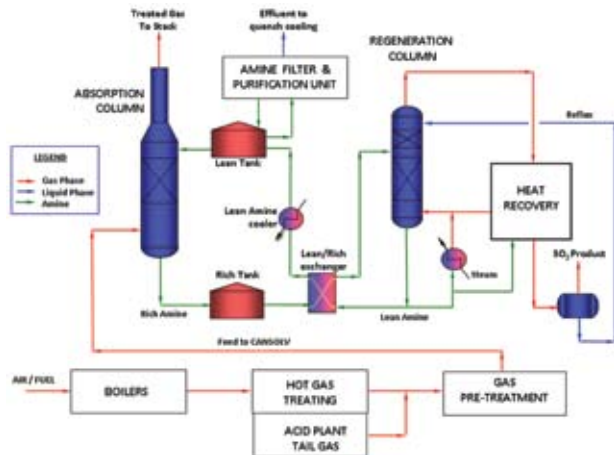 Treated Gas
To Stack
Effluent to
quench cooling
REGENERATION
COLUMN
AMINE FILTER &
PURIFICATION UNIT
ABSORPTION
COLUMN
Reflux
LEGEND:
Gas Phase
Liquid Phase
Amine
Lean Tank
HEAT
RECOVERY
Lean Amine
cooler
Lean/Rich
exchanger
SO2 Product
Rich Tank
Steam
Rich Amine
Lean Amine
Feed to CANSOLV
AIR / FUEL
BOILERS
HOT GAS
TREATING
GAS
PRE-TREATMENT
ACID PLANT
TAIL GAS